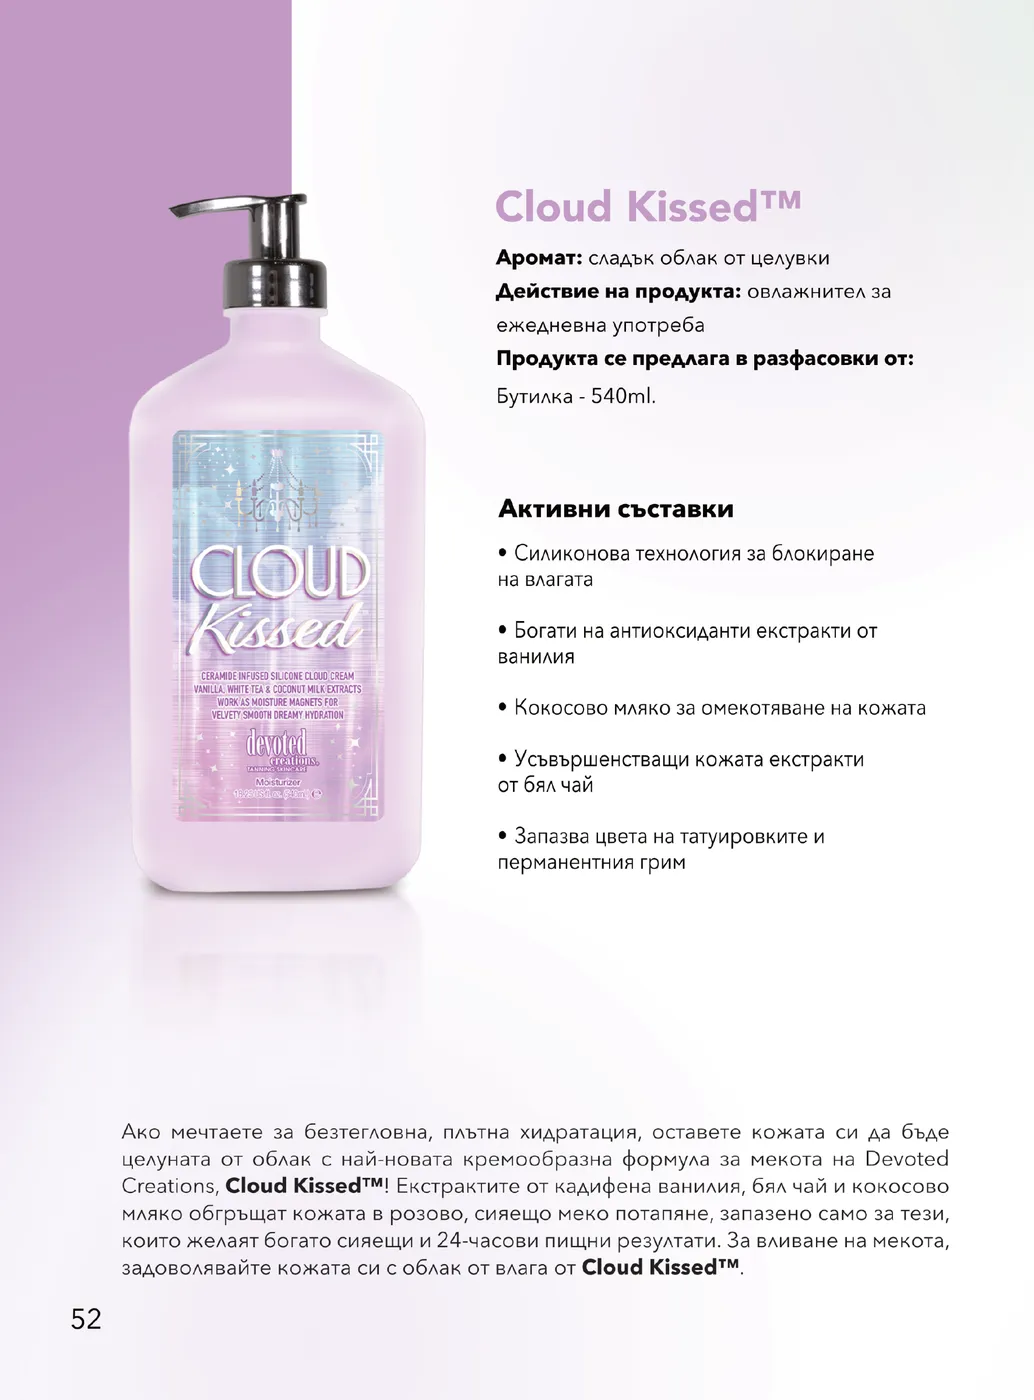 Cloud Kissed™
Аромат: сладък облак от целувки
Действие на продукта: овлажнител за
ежедневна употреба
Продукта се предлага в разфасовки от:
Бутилка - 540ml.
Активни съставки
• Силиконова технология за блокиране
на влагата
• Богати на антиоксиданти екстракти от
ванилия
• Кокосово мляко за омекотяване на кожата
• Усъвършенстващи кожата екстракти
от бял чай
• Запазва цвета на татуировките и
перманентния грим
CLOUD
Kissed
CERAMIDE INFUSED SILICONE CLOUD CREAM
VANILLA, WHITE TEA & COCONUT MILK EXTRACTS
WORK AS MOISTURE MAGNETS FOR
VELVETY SMOOTH DREAMY HYDRATION
devoted
creations.
TANNING SKINCARE
Moisturizer
Ако мечтаете за безтегловна, плътна хидратация, оставете кожата си да бъде
целуната от облак с най-новата кремообразна формула за мекота на Devoted
Creations, Cloud Kissed™! Екстрактите от кадифена ванилия, бял чай и кокосово
мляко обгръщат кожата в розово, сияещо меко потапяне, запазено само за тези,
които желаят богато сияещи и 24-часови пищни резултати. За вливане на мекота,
задоволявайте кожата си с облак от влага от Cloud Kissed™.
52